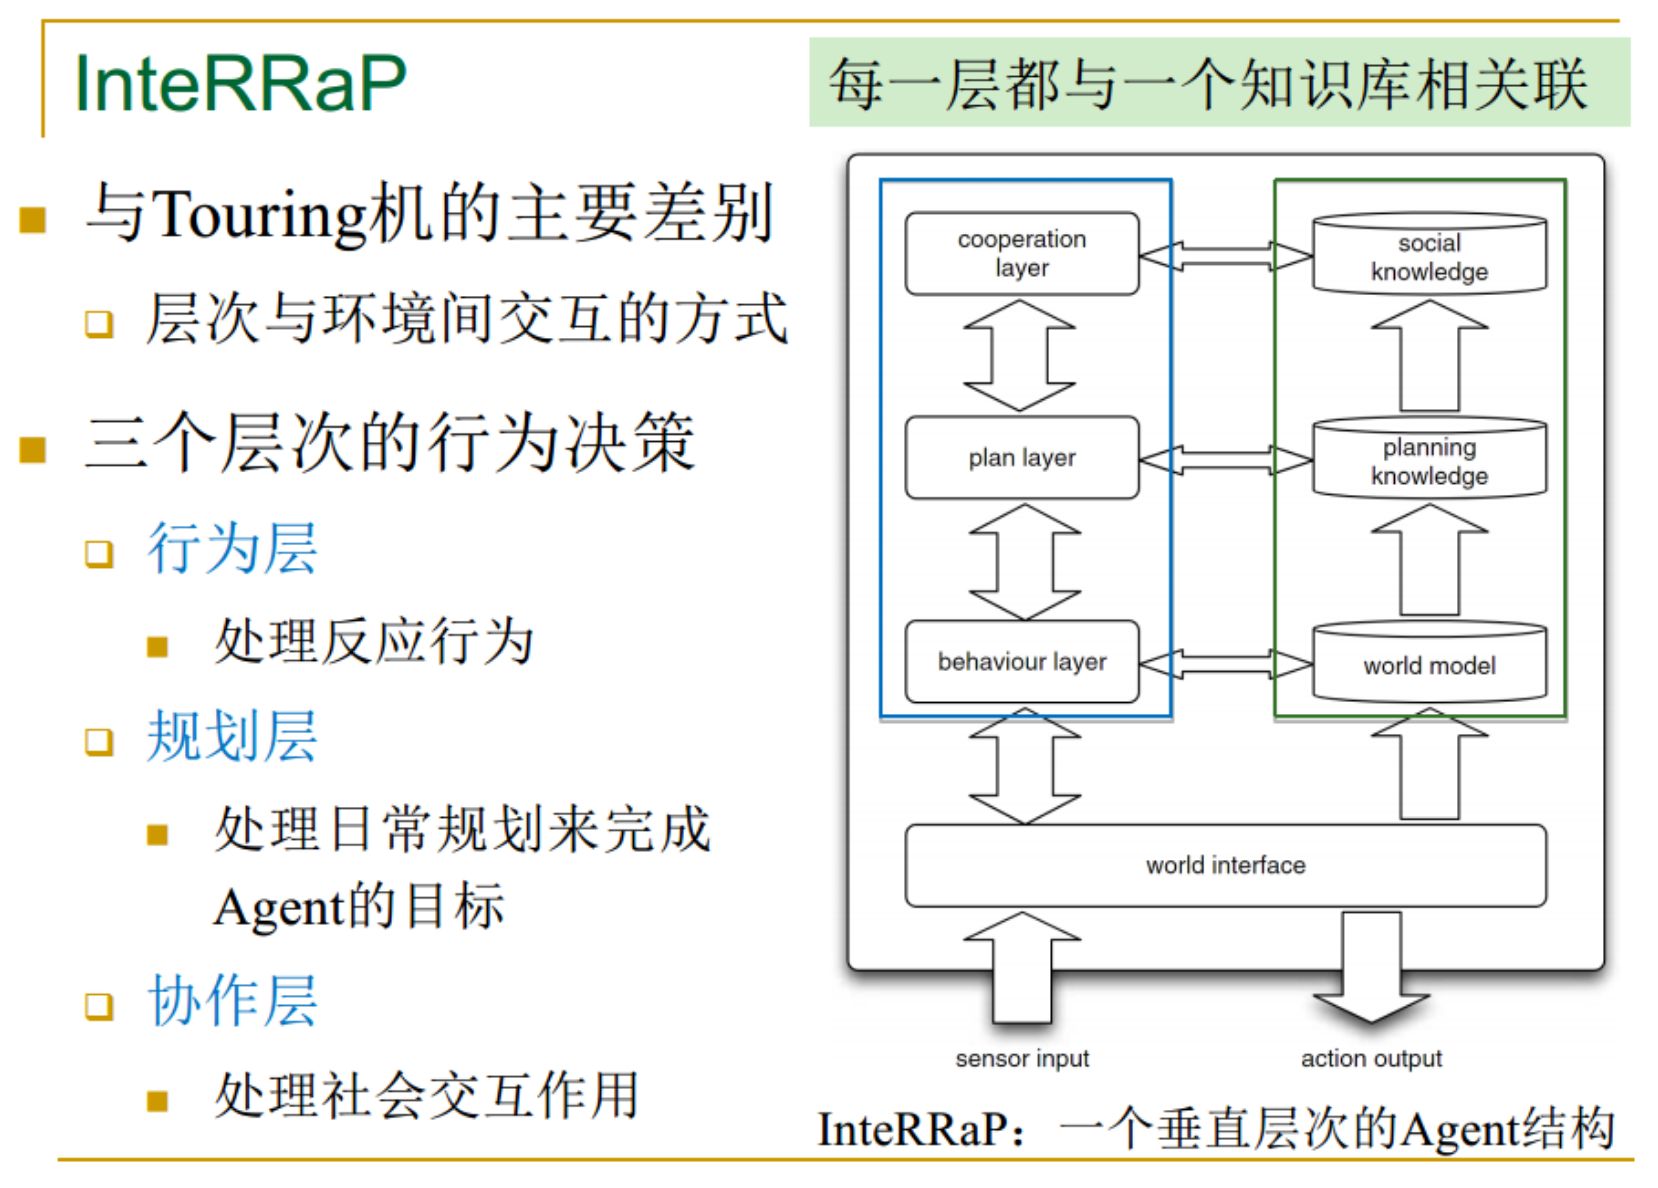 InteRRaP
每一层都与一个知识库相关联
与Touring机的主要差别
层次与环境间交互的方式
三个层次的行为决策
行为层
处理反应行为
规划层
处理日常规划来完成
Agent的目标
协作层
处理社会交互作用
cooperation
layer
social
knowledge
plan layer
planning
knowledge
behaviour layer
world model
world interface
sensor input
action output
InteRRaP：一个垂直层次的Agent结构